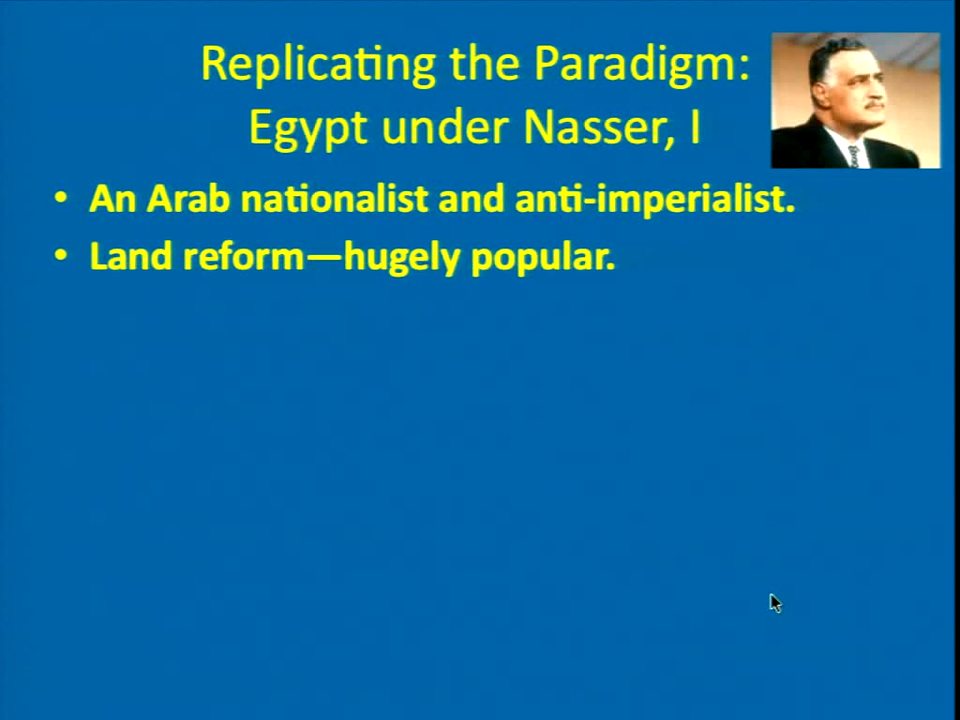 Replicating the Paradigm:
Egypt under Nasser, I
• An Arab nationalist and anti-imperialist.
• Land reform—hugely popular.